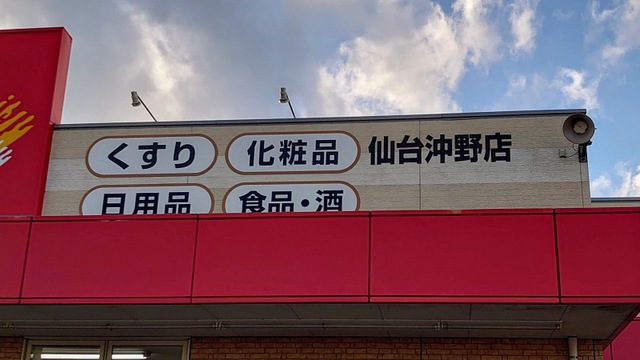 くすり 化粧品 仙台沖野店
日用品 食品・酒